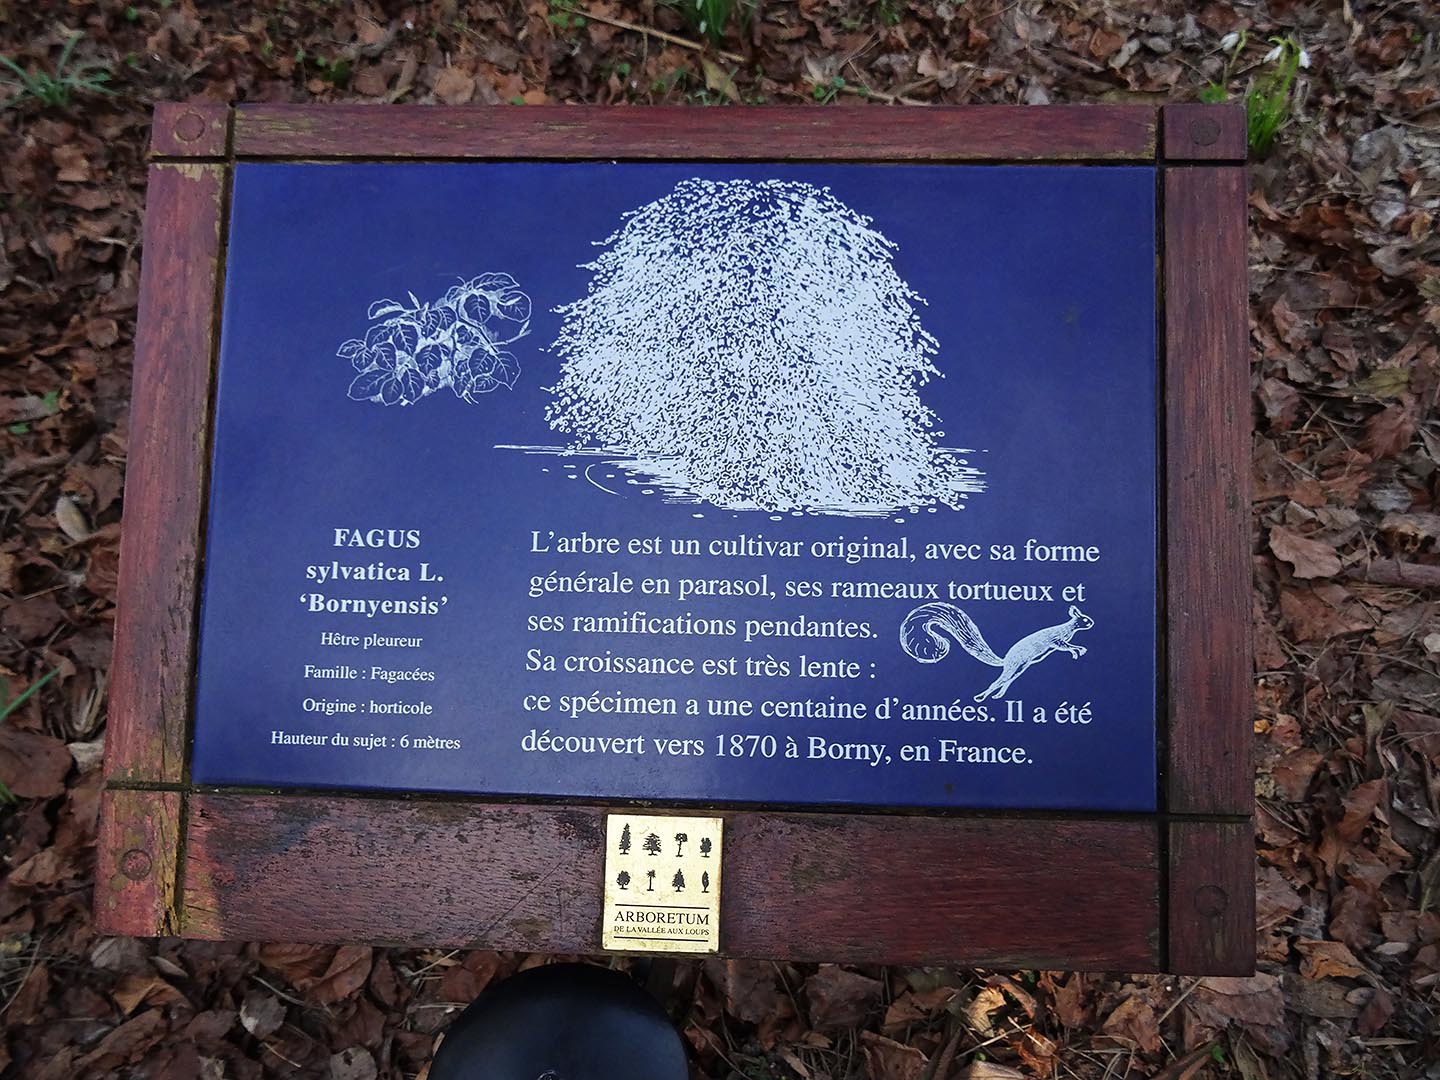 FAGUS
sylvatica L.
‘Bornyensis’
Hêtre pleureur
Famille : Fagacées
Origine : horticole
Hauteur du sujet : 6 mètres
L’arbre est un cultivar original, avec sa forme
générale en parasol, ses rameaux tortueux et
ses ramifications pendantes.
Sa croissance est très lente :
ce spécimen a une centaine d’années. Il a été
découvert vers 1870 à Borny, en France.
ARBORETUM
DE LA VALLÉE AUX LOUPS